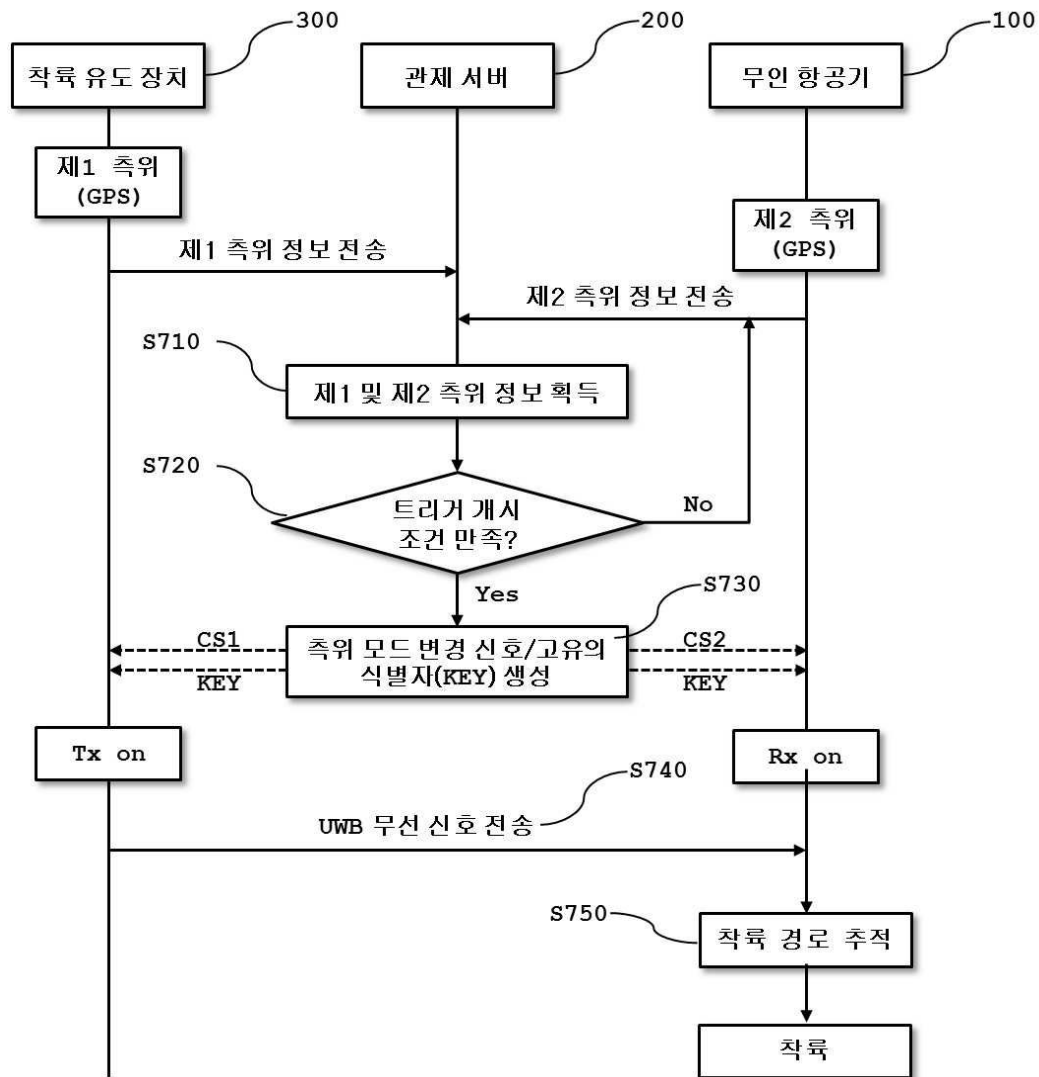 300
200
100
착륙 유도 장치
관제 서버
무인 항공기
제1 측위
(GPS)
제2 측위
(GPS)
제1 측위 정보 전송
제2 측위 정보 전송
S710
제1 및 제2 측위 정보 획득
S720
트리거 개시
조건 만족?
No
Yes
S730
CS1
측위 모드 변경 신호/고유의
식별자(KEY) 생성
CS2
KEY
KEY
Tx on
Rx on
S740
UWB 무선 신호 전송
S750
착륙 경로 추적
착륙